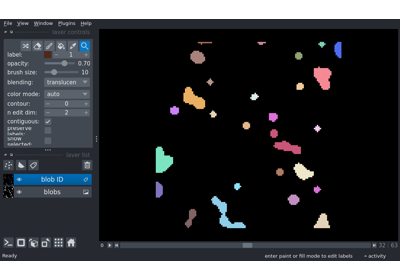 File View Window Plugins Help
layer controls
label: 1
opacity: 0.70
brush size: 10
blending: translucen
color mode: auto
contour: 0
n edit dim: 2
contiguous: ✓
preserve
labels:
show
selected:
layer list
blob ID
blobs
32 63
Ready
enter paint or fill mode to edit labels
activity